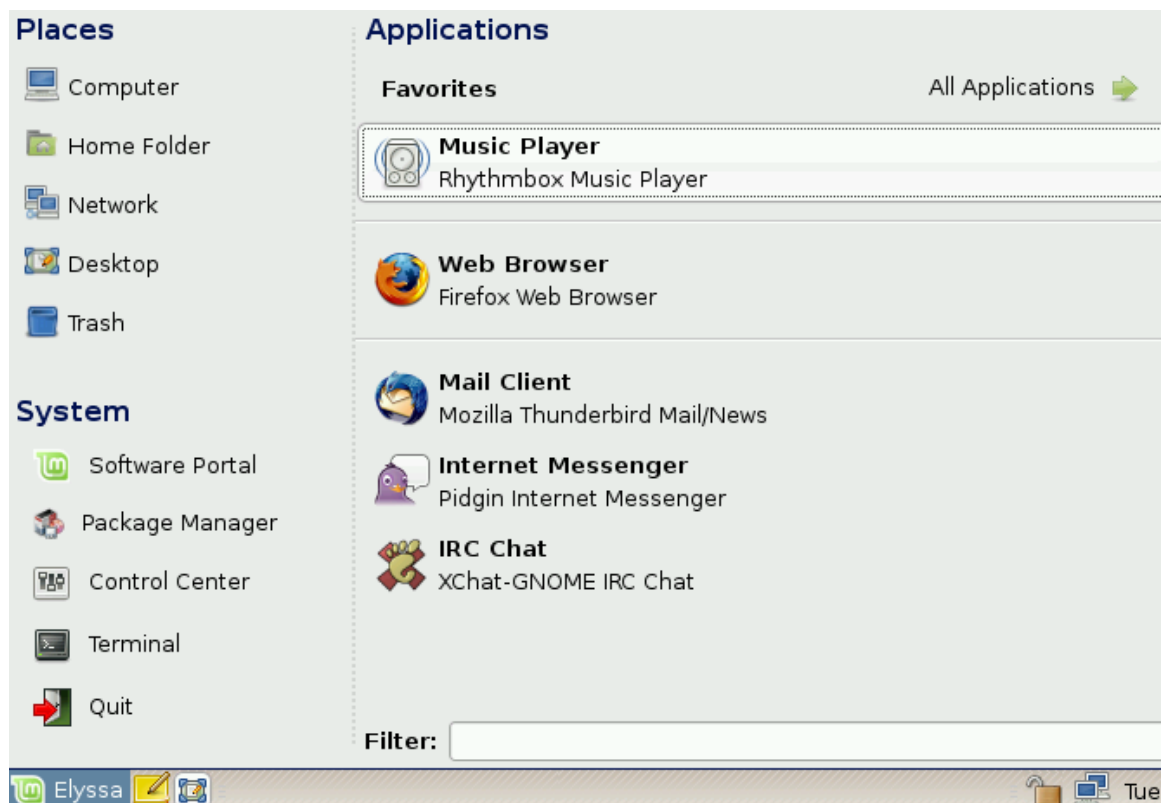 Places
Computer
Home Folder
Network
Desktop
Trash
System
Software Portal
Package Manager
Control Center
Terminal
Quit
Applications
Favorites
All Applications
Music Player
Rhythmbox Music Player
Web Browser
Firefox Web Browser
Mail Client
Mozilla Thunderbird Mail/News
Internet Messenger
Pidgin Internet Messenger
IRC Chat
XChat-GNOME IRC Chat
Filter:
Elyssa
Tue